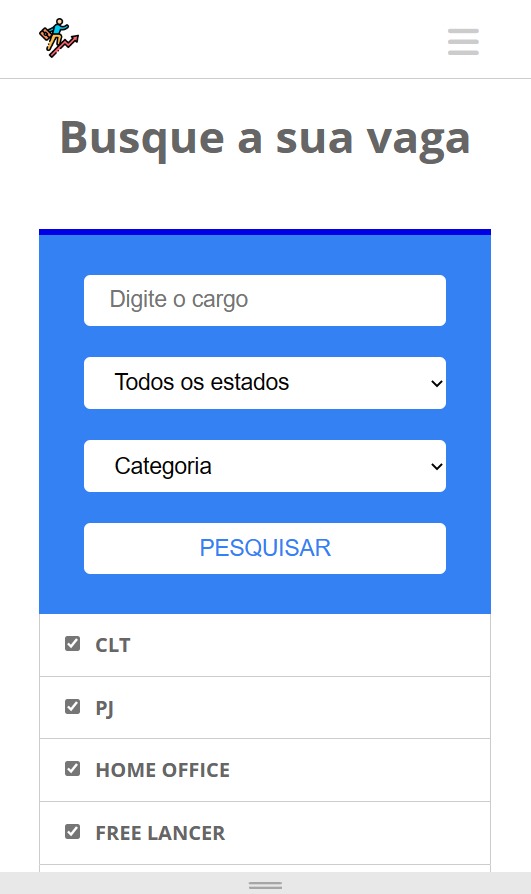 Busque a sua vaga
Digite o cargo
Todos os estados
Categoria
PESQUISAR
CLT
PJ
HOME OFFICE
FREE LANCER